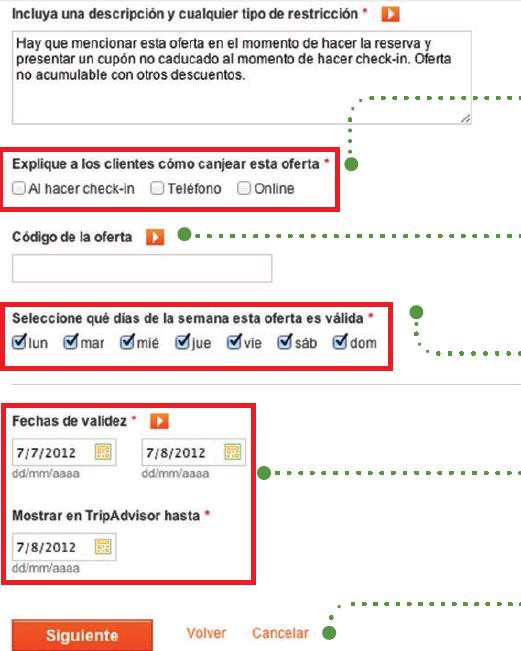 Incluya una descripción y cualquier tipo de restricción *
Hay que mencionar esta oferta en el momento de hacer la reserva y
presentar un cupón no caducado al momento de hacer check-in. Oferta
no acumulable con otros descuentos.
Explique a los clientes cómo canjear esta oferta *
Al hacer check-in Teléfono Online
Código de la oferta
Seleccione qué días de la semana esta oferta es válida *
lun mar mié jue vie sáb dom
Fechas de validez *
7/7/2012 7/8/2012
dd/mm/aaaa dd/mm/aaaa
Mostrar en TripAdvisor hasta *
7/8/2012
dd/mm/aaaa
Siguiente Volver Cancelar